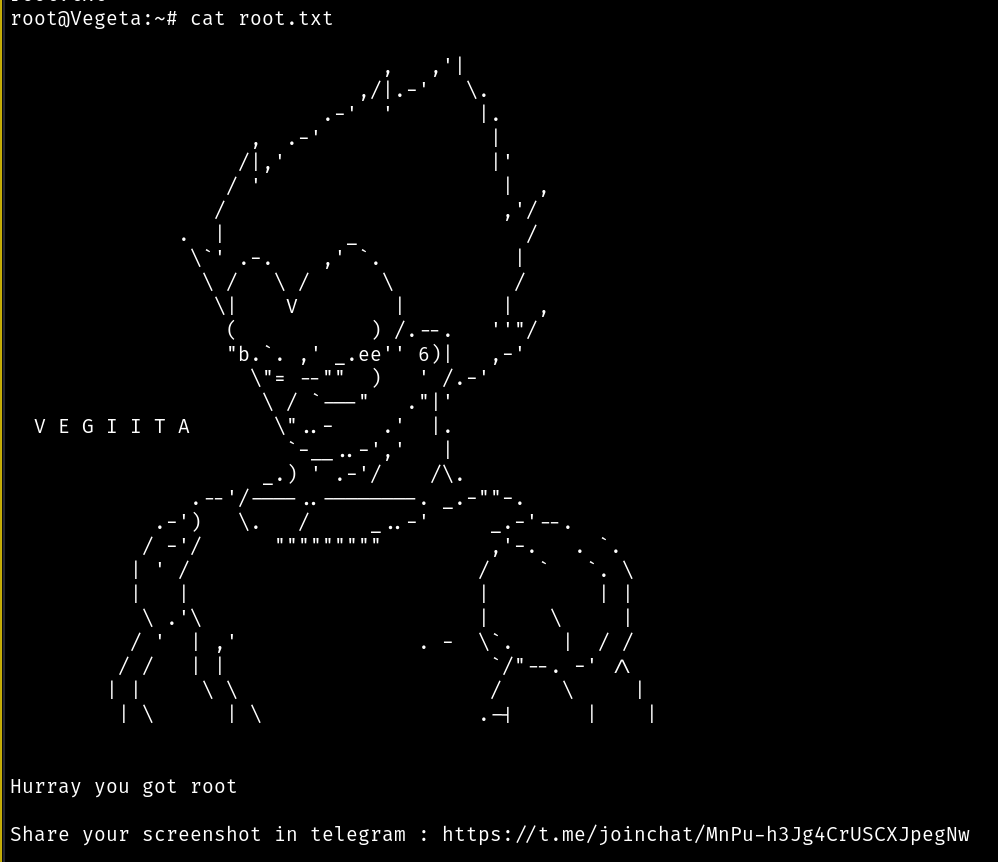 root@Vegeta:~# cat root.txt
V E G I I T A
Hurray you got root
Share your screenshot in telegram : https://t.me/joinchat/MnPu-h3Jg4CrUSCXJpegNw